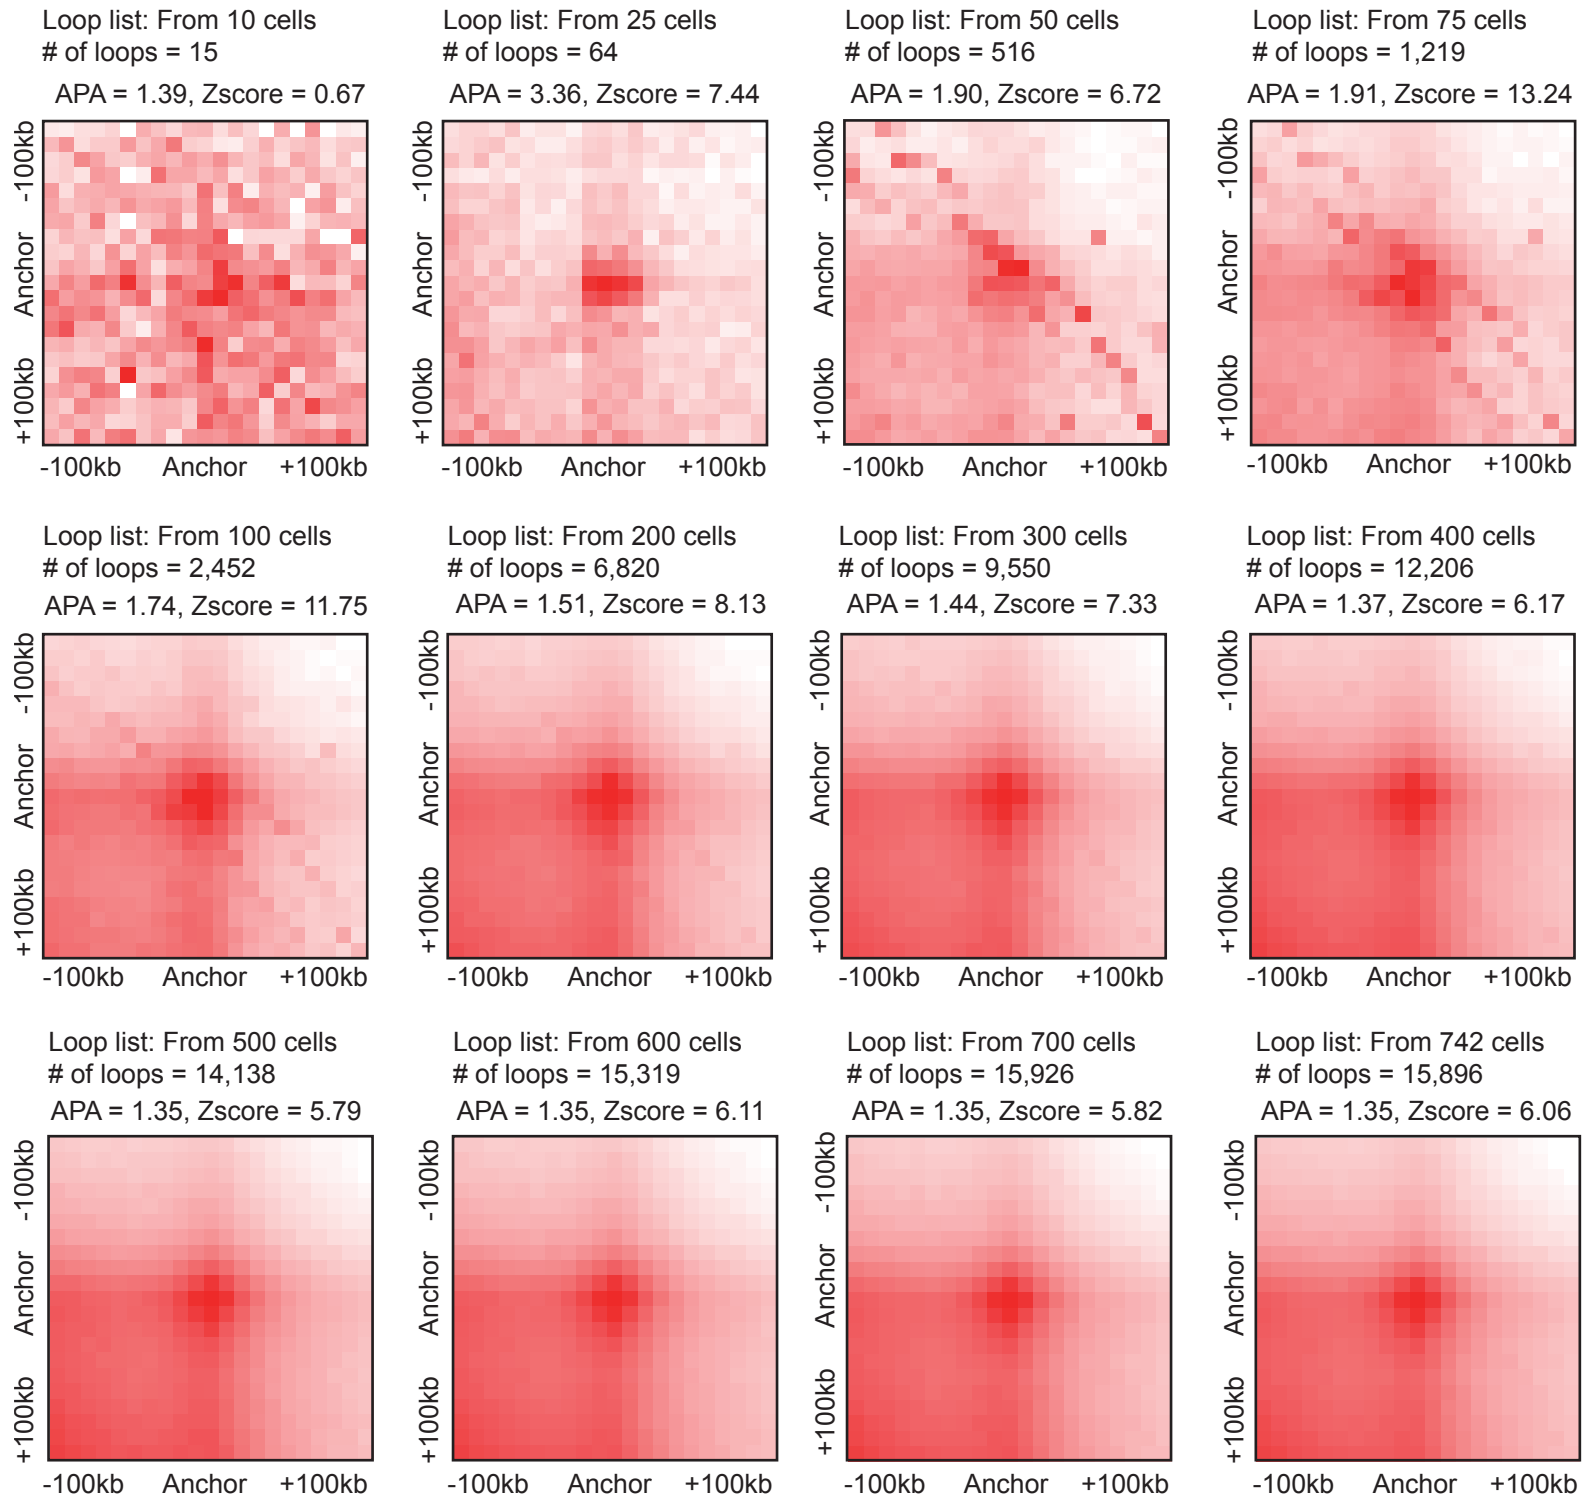 Loop list: From 10 cells
# of loops = 15
APA = 1.39, Zscore = 0.67
-100kb
Anchor
+100kb
-100kb Anchor +100kb
Loop list: From 25 cells
# of loops = 64
APA = 3.36, Zscore = 7.44
-100kb
Anchor
+100kb
-100kb Anchor +100kb
Loop list: From 50 cells
# of loops = 516
APA = 1.90, Zscore = 6.72
-100kb
Anchor
+100kb
-100kb Anchor +100kb
Loop list: From 75 cells
# of loops = 1,219
APA = 1.91, Zscore = 13.24
-100kb
Anchor
+100kb
-100kb Anchor +100kb
Loop list: From 100 cells
# of loops = 2,452
APA = 1.74, Zscore = 11.75
-100kb
Anchor
+100kb
-100kb Anchor +100kb
Loop list: From 200 cells
# of loops = 6,820
APA = 1.51, Zscore = 8.13
-100kb
Anchor
+100kb
-100kb Anchor +100kb
Loop list: From 300 cells
# of loops = 9,550
APA = 1.44, Zscore = 7.33
-100kb
Anchor
+100kb
-100kb Anchor +100kb
Loop list: From 400 cells
# of loops = 12,206
APA = 1.37, Zscore = 6.17
-100kb
Anchor
+100kb
-100kb Anchor +100kb
Loop list: From 500 cells
# of loops = 14,138
APA = 1.35, Zscore = 5.79
-100kb
Anchor
+100kb
-100kb Anchor +100kb
Loop list: From 600 cells
# of loops = 15,319
APA = 1.35, Zscore = 6.11
-100kb
Anchor
+100kb
-100kb Anchor +100kb
Loop list: From 700 cells
# of loops = 15,926
APA = 1.35, Zscore = 5.82
-100kb
Anchor
+100kb
-100kb Anchor +100kb
Loop list: From 742 cells
# of loops = 15,896
APA = 1.35, Zscore = 6.06
-100kb
Anchor
+100kb
-100kb Anchor +100kb